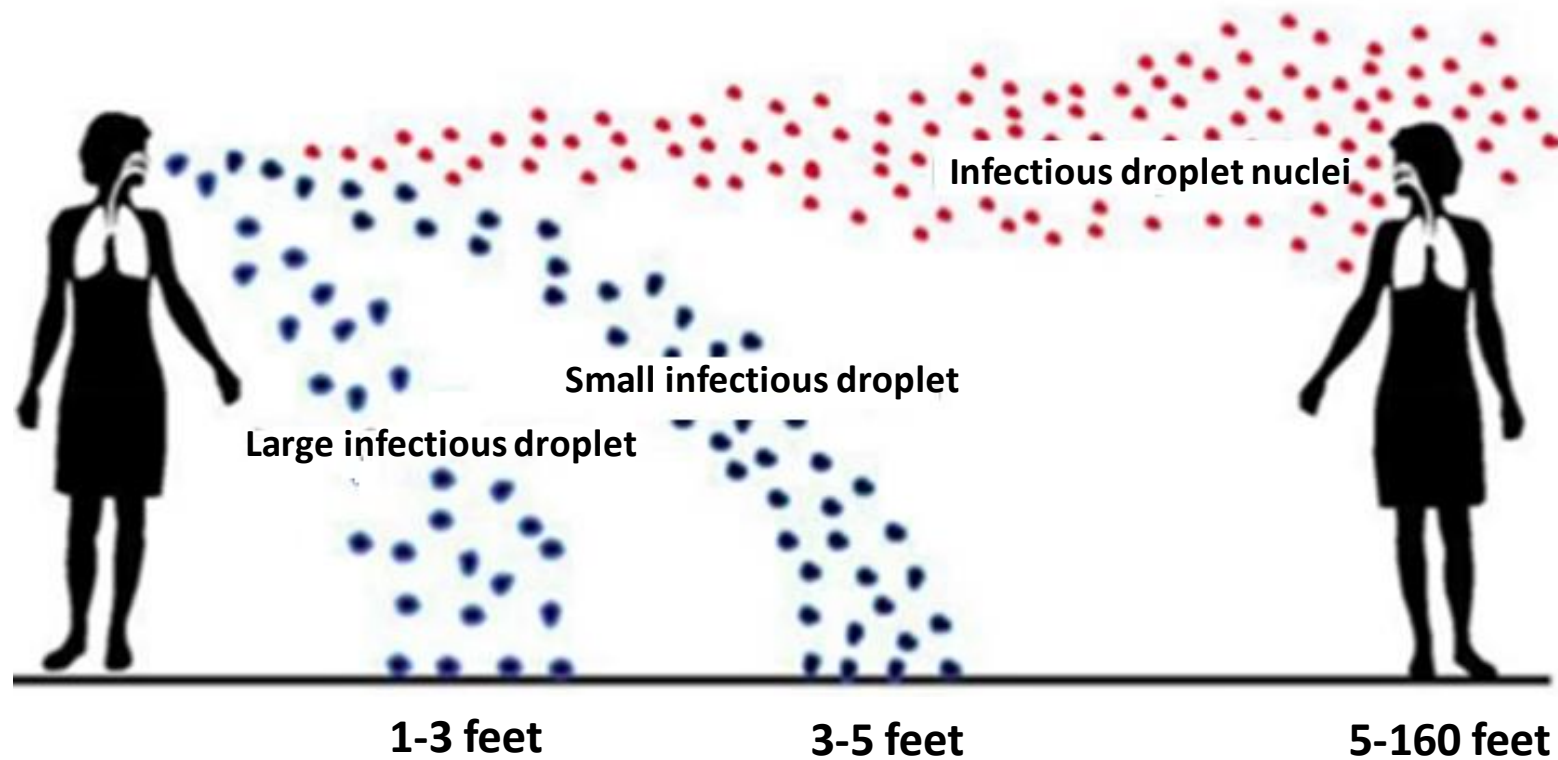 Infectious droplet nuclei
Small infectious droplet
Large infectious droplet
1-3 feet
3-5 feet
5-160 feet